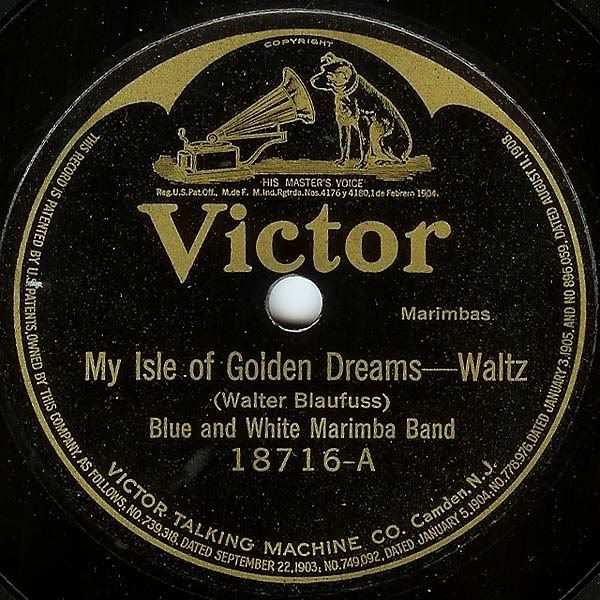 COPYRIGHT
"HIS MASTER'S VOICE"
Reg.U.S.Pat.Off., M.de F. M.Ind.Rgtrda.Nos.4176 y 4180,1 de Febrero 1904.
Victor
Marimbas
My Isle of Golden Dreams—Waltz
(Walter Blaufuss)
Blue and White Marimba Band
18716-A
VICTOR TALKING MACHINE CO. Camden, N.J.
THIS RECORD IS PATENTED BY U.S. PATENTS, OWNED BY THIS COMPANY, AS FOLLOWS, NO.739,318, DATED SEPTEMBER 22,1903; NO.749,092, DATED JANUARY 5,1904, NO.778,976, DATED JANUARY 3,1905, AND NO 896,059, DATED AUGUST 11, 1908.